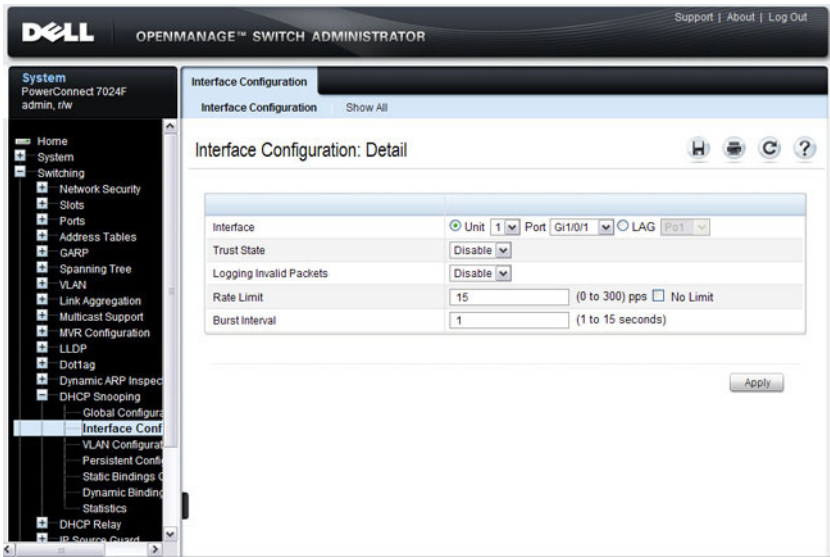 Support | About | Log Out
DELL
OPENMANAGE™ SWITCH ADMINISTRATOR
System
PowerConnect 7024F
admin, r/w
Home
System
Switching
Network Security
Slots
Ports
Address Tables
GARP
Spanning Tree
VLAN
Link Aggregation
Multicast Support
MVR Configuration
LLDP
Dot1ag
Dynamic ARP Inspec
DHCP Snooping
Global Configura
Interface Conf
VLAN Configurat
Persistent Confi
Static Bindings C
Dynamic Binding
Statistics
DHCP Relay
IP Source Guard
Interface Configuration
Interface Configuration Show All
Interface Configuration: Detail
Interface Unit 1 Port Gi1/0/1 LAG Po1
Trust State Disable
Logging Invalid Packets Disable
Rate Limit 15 (0 to 300) pps No Limit
Burst Interval 1 (1 to 15 seconds)
Apply